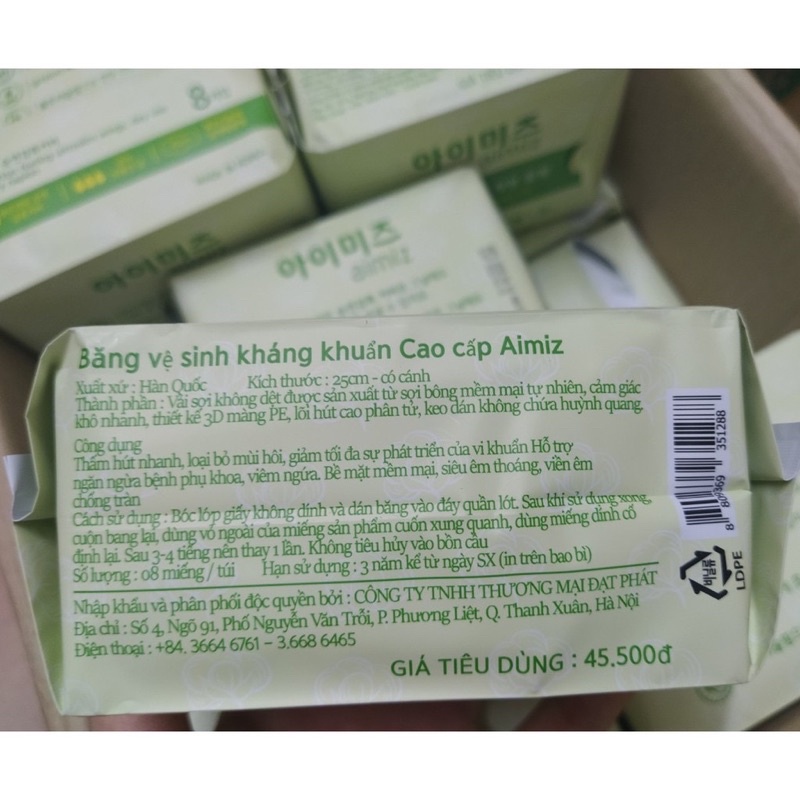 8
아이미즈
아이미즈
aimiz
Băng vệ sinh kháng khuẩn Cao cấp Aimiz
Xuất xứ : Hàn Quốc Kích thước : 25cm - có cánh
Thành phần : Vải sợi không dệt được sản xuất từ sợi bông mềm mại tự nhiên, cảm giác
khô nhanh, thiết kế 3D màng PE, lõi hút cao phân tử, keo dán không chứa huỳnh quang.
Công dụng
Thấm hút nhanh, loại bỏ mùi hôi, giảm tối đa sự phát triển của vi khuẩn Hỗ trợ
ngăn ngừa bệnh phụ khoa, viêm ngứa. Bề mặt mềm mại, siêu êm thoáng, viền êm
chống tràn
Cách sử dụng : Bóc lóp giấy không dính và dán băng vào đáy quần lót. Sau khi sử dụng xong,
cuộn bang lại, dùng vỏ ngoài của miếng sản phẩm cuốn xung quanh, dùng miếng dính cố
định lại. Sau 3-4 tiếng nên thay 1 lần. Không tiêu hủy vào bồn cầu
Số lượng : 08 miếng / túi Hạn sử dụng : 3 năm kể từ ngày SX (in trên bao bì)
Nhập khẩu và phân phối độc quyền bởi : CÔNG TY TNHH THƯƠNG MẠI ĐẠT PHÁT
Địa chỉ : Số 4, Ngõ 91, Phố Nguyễn Văn Trỗi, P. Phương Liệt, Q. Thanh Xuân, Hà Nội
Điện thoại : +84. 3664 6761 – 3.668 6465
GIÁ TIÊU DÙNG : 45.500đ
351288
LDPE